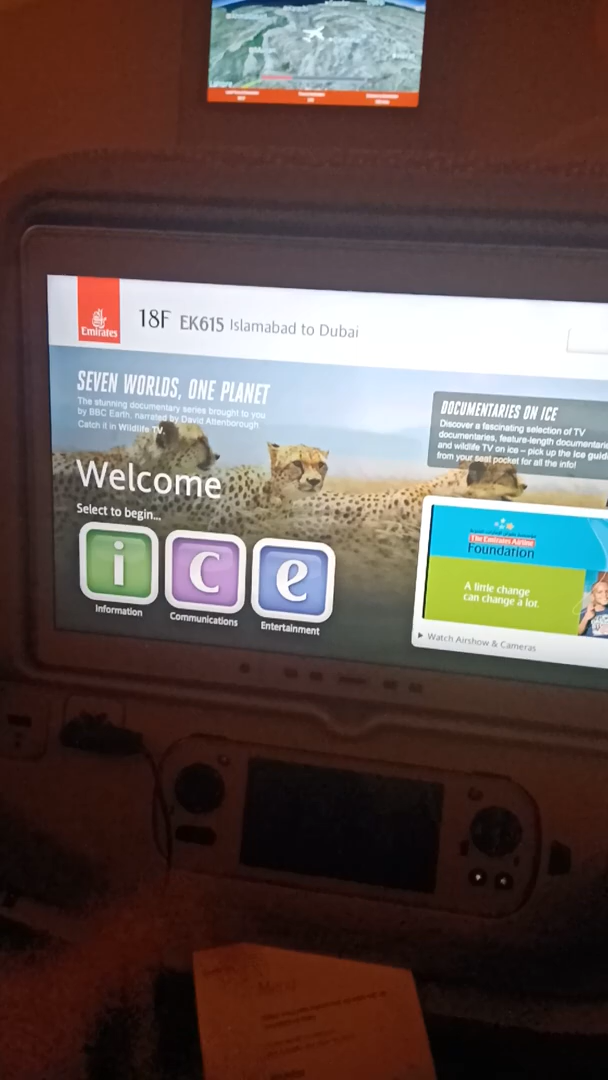 Emirates
18F EK615 Islamabad to Dubai
SEVEN WORLDS, ONE PLANET
The stunning documentary series brought to you
by BBC Earth, narrated by David Attenborough.
Catch it in Wildlife TV.
DOCUMENTARIES ON ICE
Discover a fascinating selection of TV
documentaries, feature-length documentaries
and wildlife TV on ice – pick up the ice guide
from your seat pocket for all the info!
Welcome
Select to begin...
i
Information
c
Communications
e
Entertainment
The Emirates Airline
Foundation
A little change
can change a lot.
Watch Airshow & Cameras
Menu